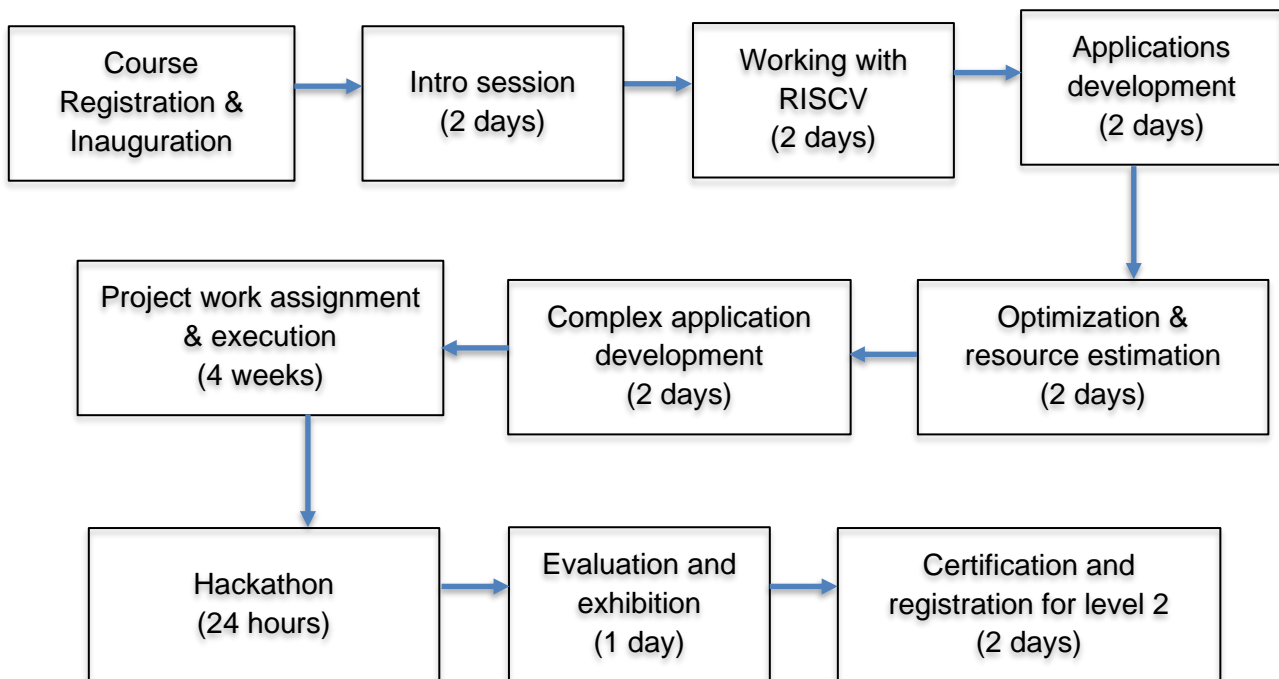 Course
Registration &
Inauguration
Intro session
(2 days)
Working with
RISCV
(2 days)
Applications
development
(2 days)
Optimization &
resource estimation
(2 days)
Complex application
development
(2 days)
Project work assignment
& execution
(4 weeks)
Hackathon
(24 hours)
Evaluation and
exhibition
(1 day)
Certification and
registration for level 2
(2 days)